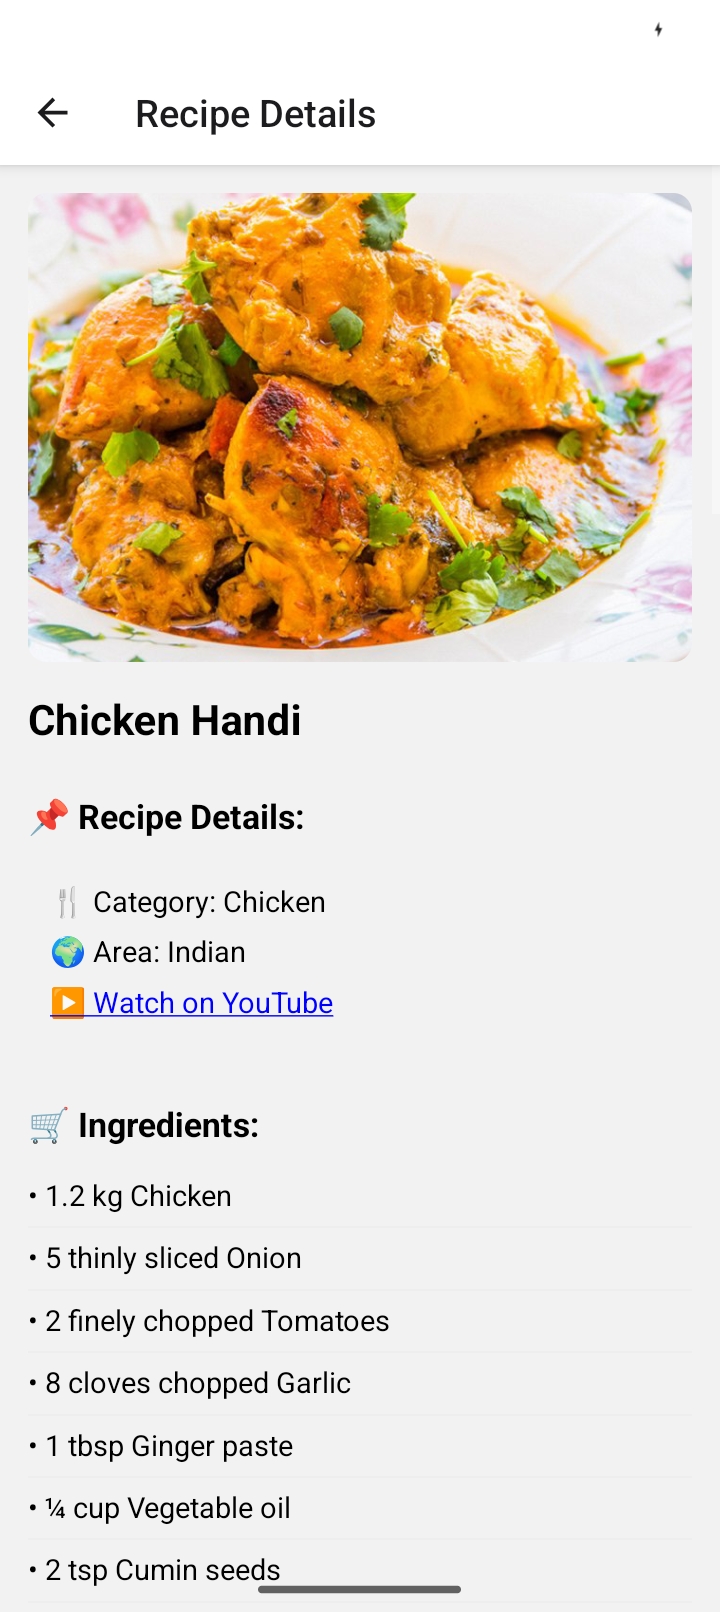 Recipe Details
Chicken Handi
📌 Recipe Details:
🍴 Category: Chicken
🌍 Area: Indian
▶️ Watch on YouTube
🛒 Ingredients:
• 1.2 kg Chicken
• 5 thinly sliced Onion
• 2 finely chopped Tomatoes
• 8 cloves chopped Garlic
• 1 tbsp Ginger paste
• ¼ cup Vegetable oil
• 2 tsp Cumin seeds